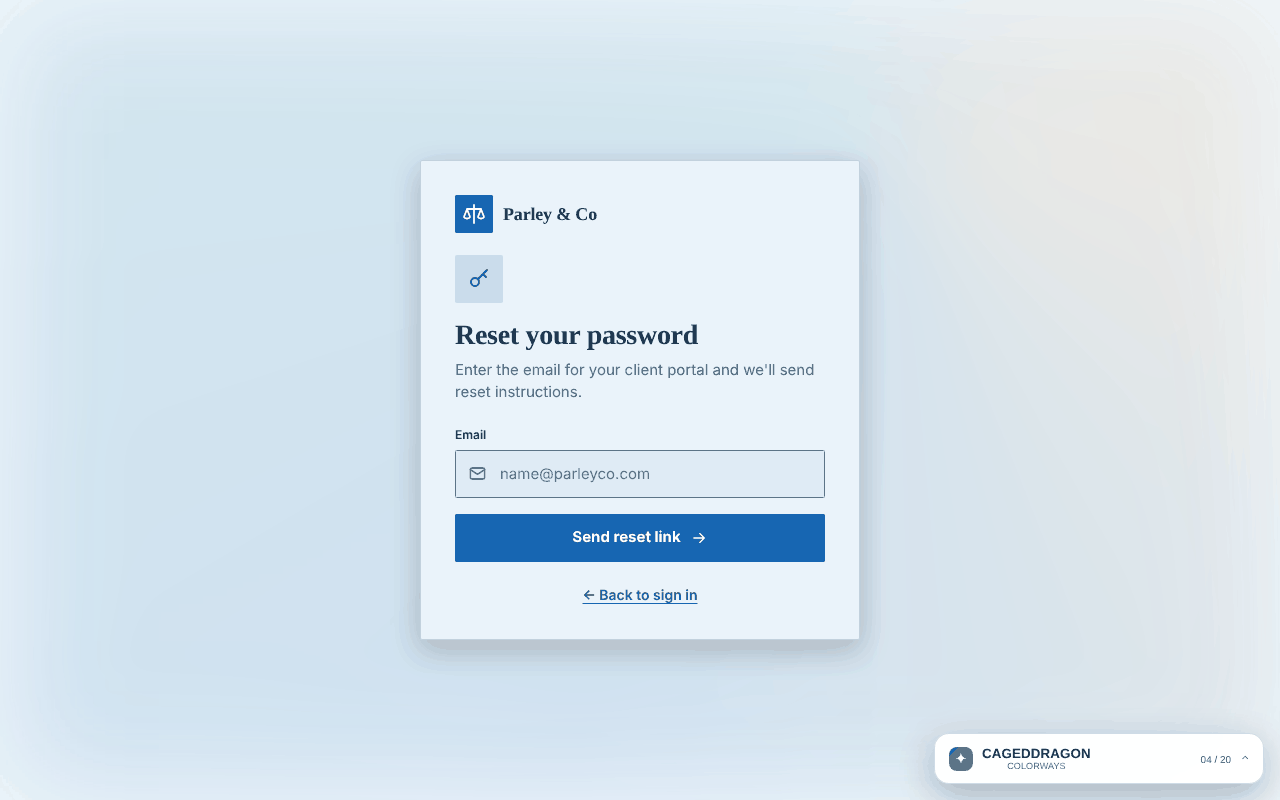 Parley & Co
Reset your password
Enter the email for your client portal and we'll send
reset instructions.
Email
name@parleyco.com
Send reset link →
← Back to sign in
CAGEDDRAGON
COLORWAYS
04 / 20